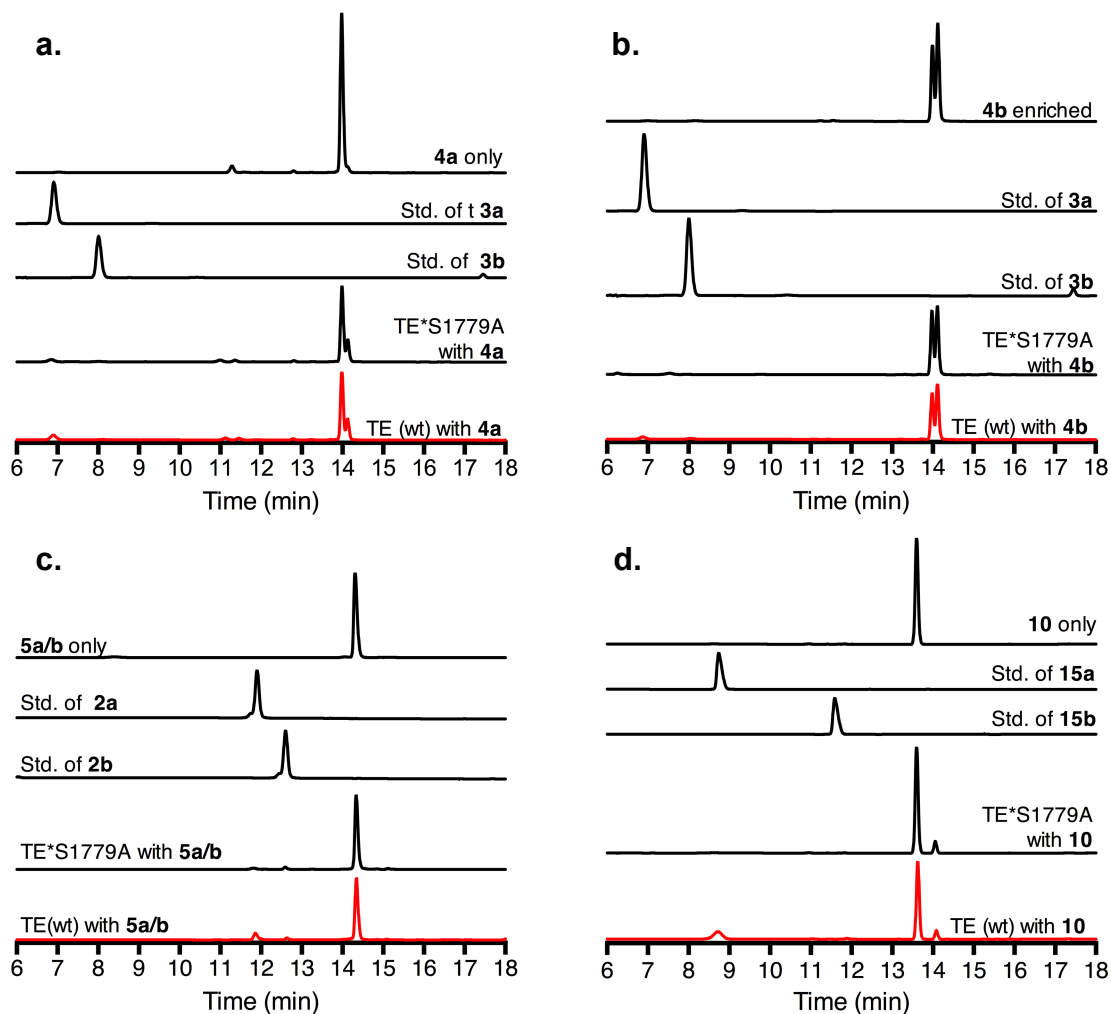 a.
4a only
Std. of t 3a
Std. of 3b
TE*S1779A
with 4a
TE (wt) with 4a
6 7 8 9 10 11 12 13 14 15 16 17 18
Time (min)
b.
4b enriched
Std. of 3a
Std. of 3b
TE*S1779A
with 4b
TE (wt) with 4b
6 7 8 9 10 11 12 13 14 15 16 17 18
Time (min)
c.
5a/b only
Std. of 2a
Std. of 2b
TE*S1779A with 5a/b
TE(wt) with 5a/b
6 7 8 9 10 11 12 13 14 15 16 17 18
Time (min)
d.
10 only
Std. of 15a
Std. of 15b
TE*S1779A
with 10
TE (wt) with 10
6 7 8 9 10 11 12 13 14 15 16 17 18
Time (min)